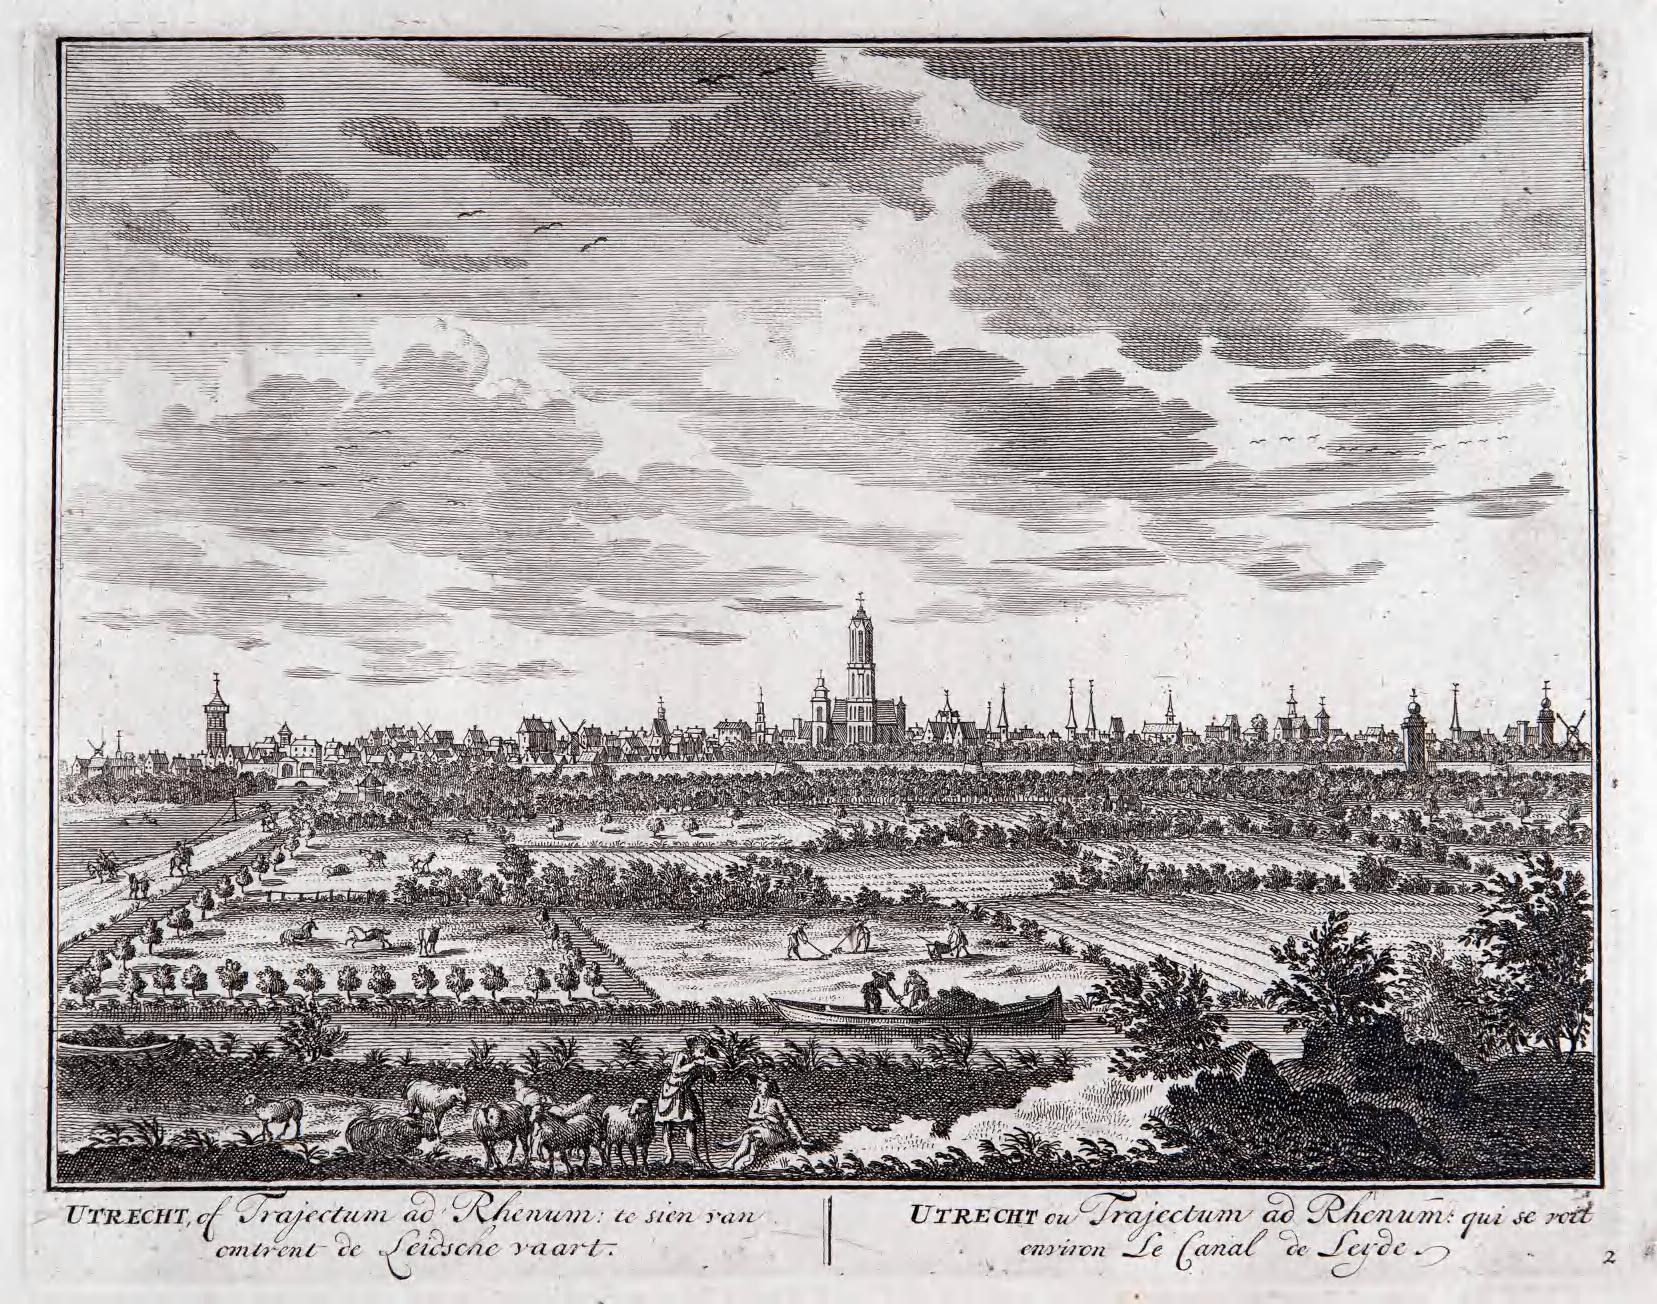 UTRECHT, of Trajectum ad Rhenum: te sien van
omtrent de Leidsche vaart.
UTRECHT ou Trajectum ad Rhenum: qui se voit
environ Le Canal de Leyde.
2